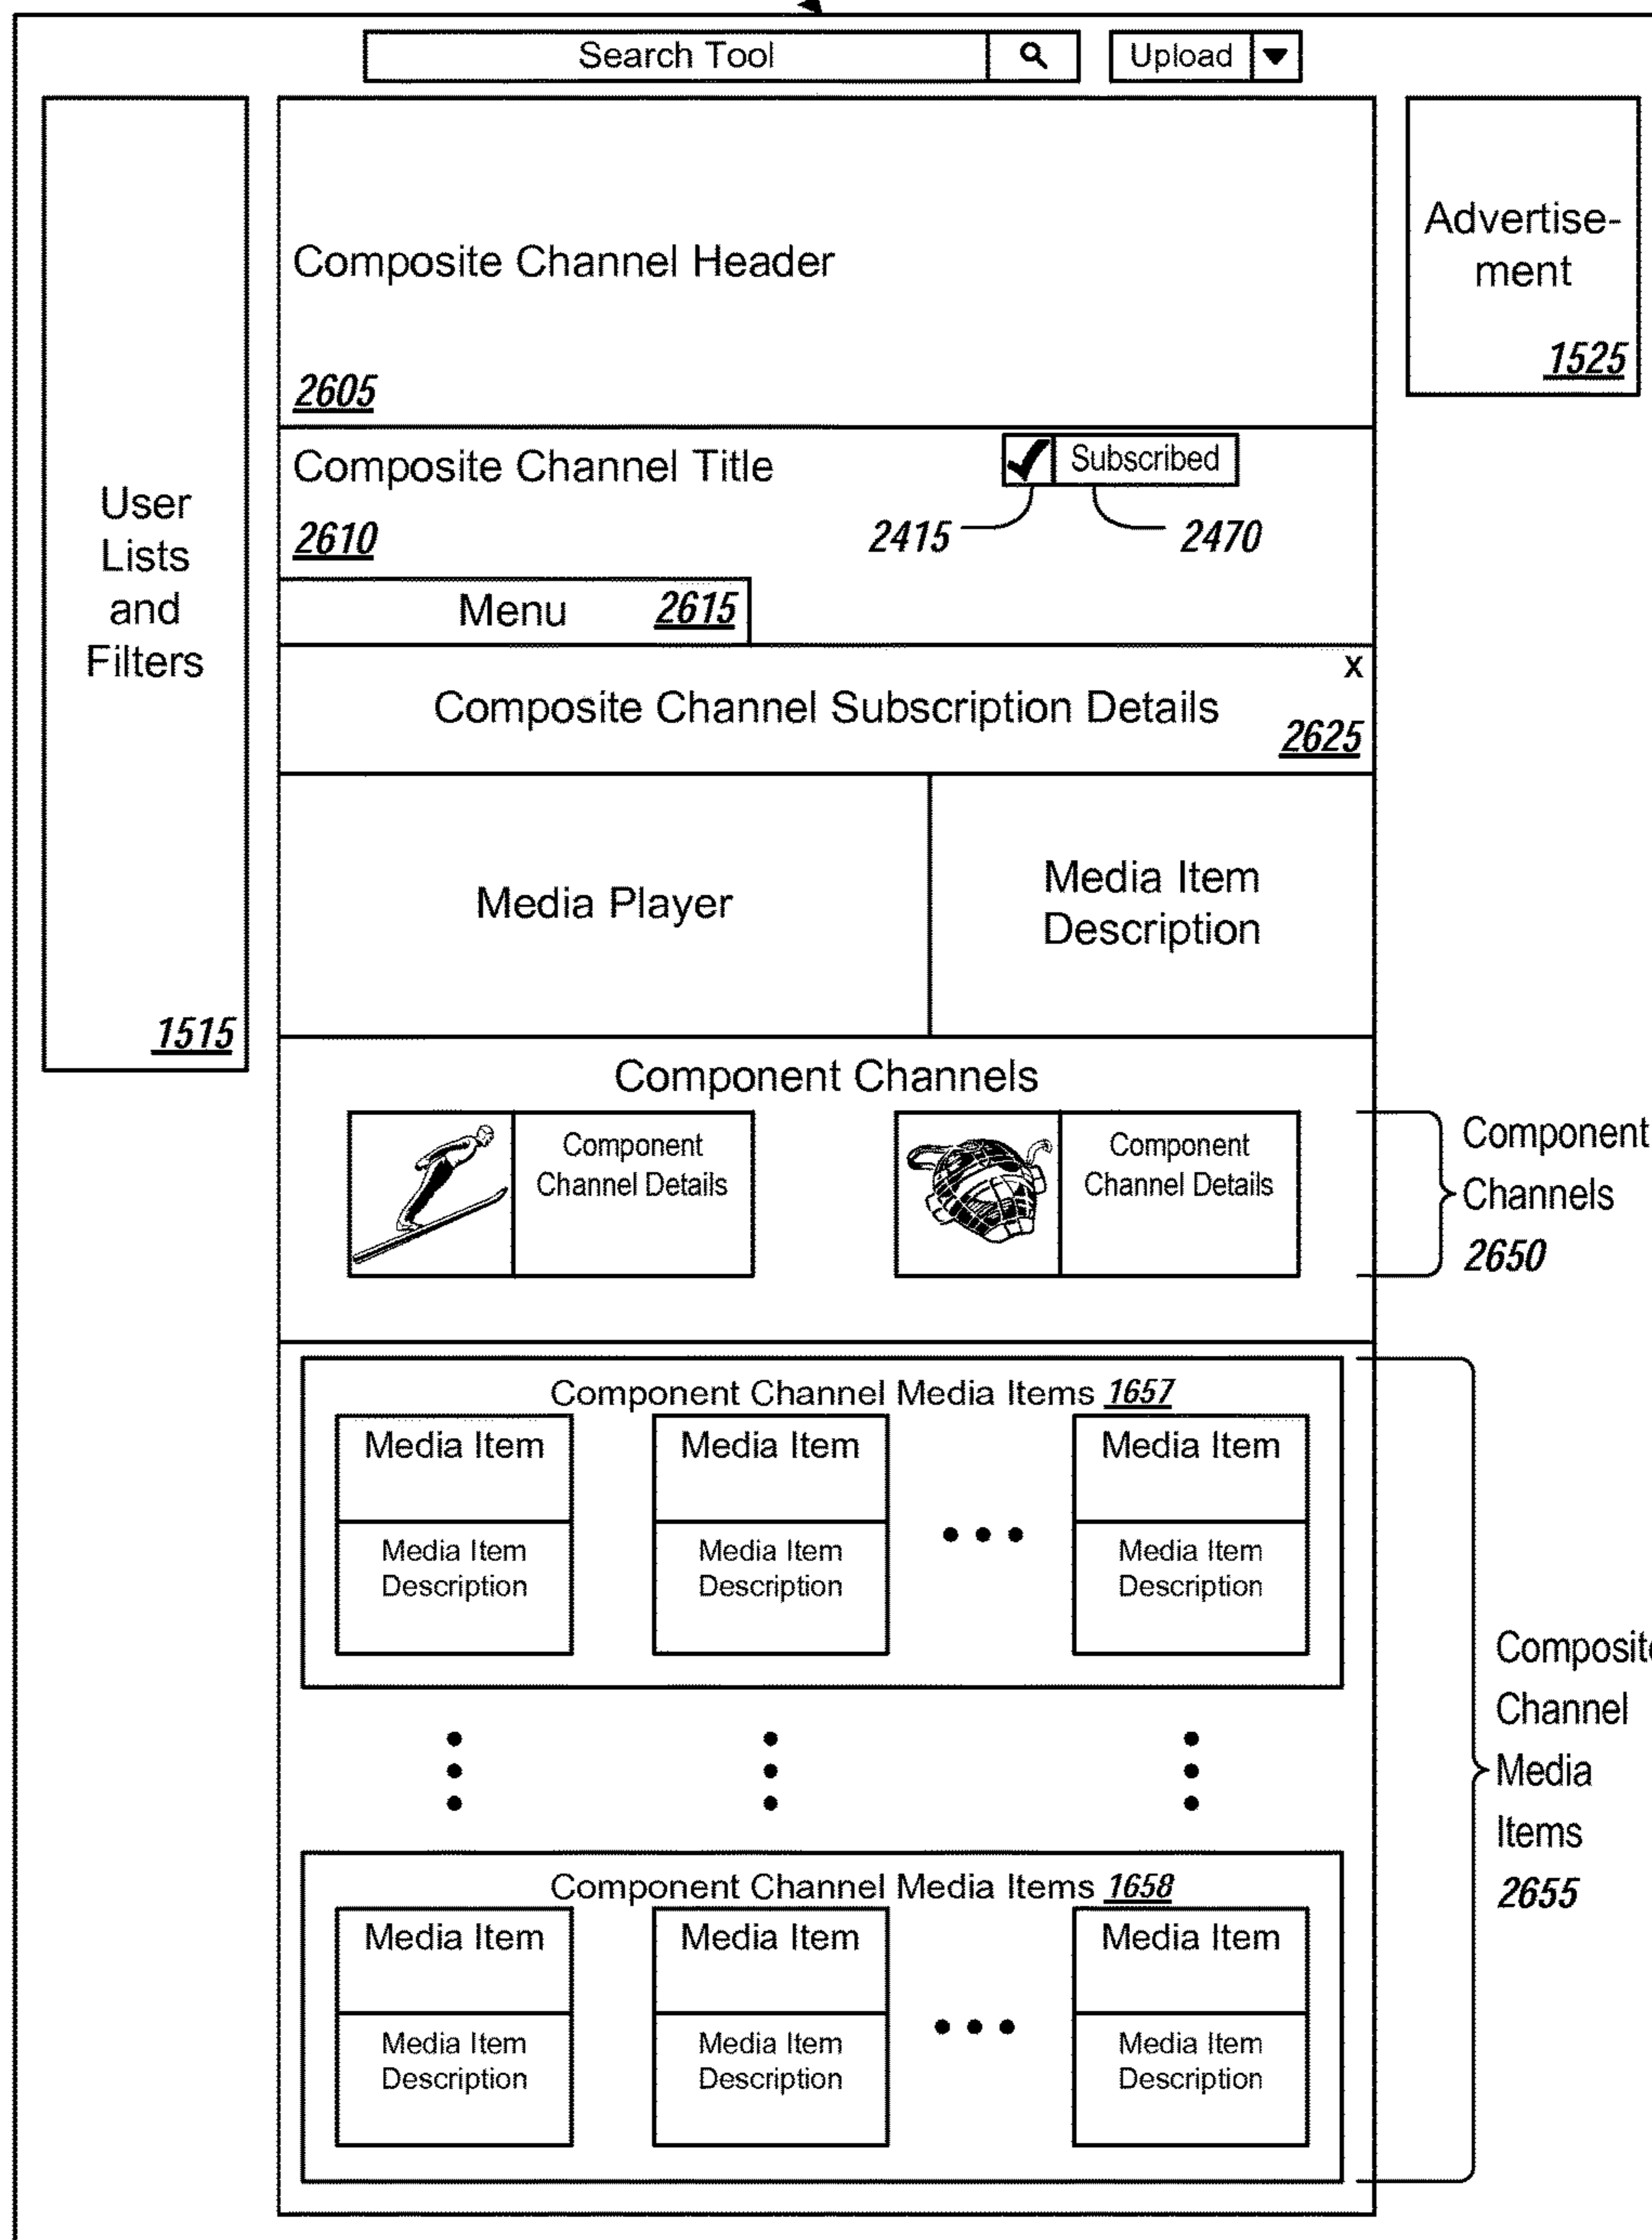 Search Tool
Upload
User
Lists
and
Filters
1515
Composite Channel Header
2605
Advertise-
ment
1525
Composite Channel Title
2610
Subscribed
2415
2470
Menu 2615
x
Composite Channel Subscription Details
2625
Media Player
Media Item
Description
Component Channels
Component
Channel Details
Component
Channel Details
Component
Channels
2650
Component Channel Media Items 1657
Media Item
Media Item
Description
Media Item
Media Item
Description
Media Item
Media Item
Description
Component Channel Media Items 1658
Media Item
Media Item
Description
Media Item
Media Item
Description
Media Item
Media Item
Description
Composite
Channel
Media
Items
2655